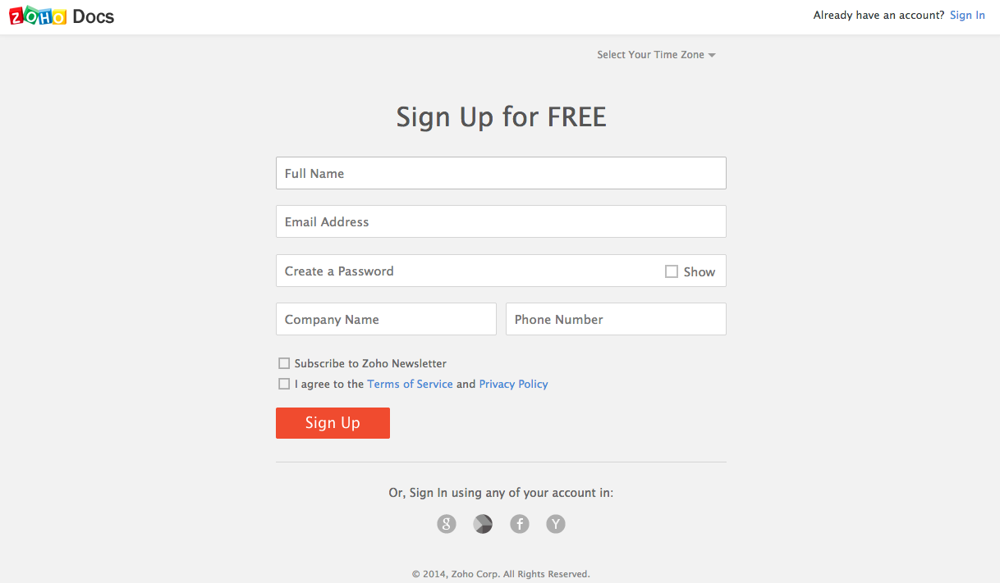 ZOHO Docs
Already have an account? Sign In
Select Your Time Zone
Sign Up for FREE
Full Name
Email Address
Create a Password
Show
Company Name
Phone Number
Subscribe to Zoho Newsletter
I agree to the Terms of Service and Privacy Policy
Sign Up
Or, Sign In using any of your account in:
g
f
Y
© 2014, Zoho Corp. All Rights Reserved.